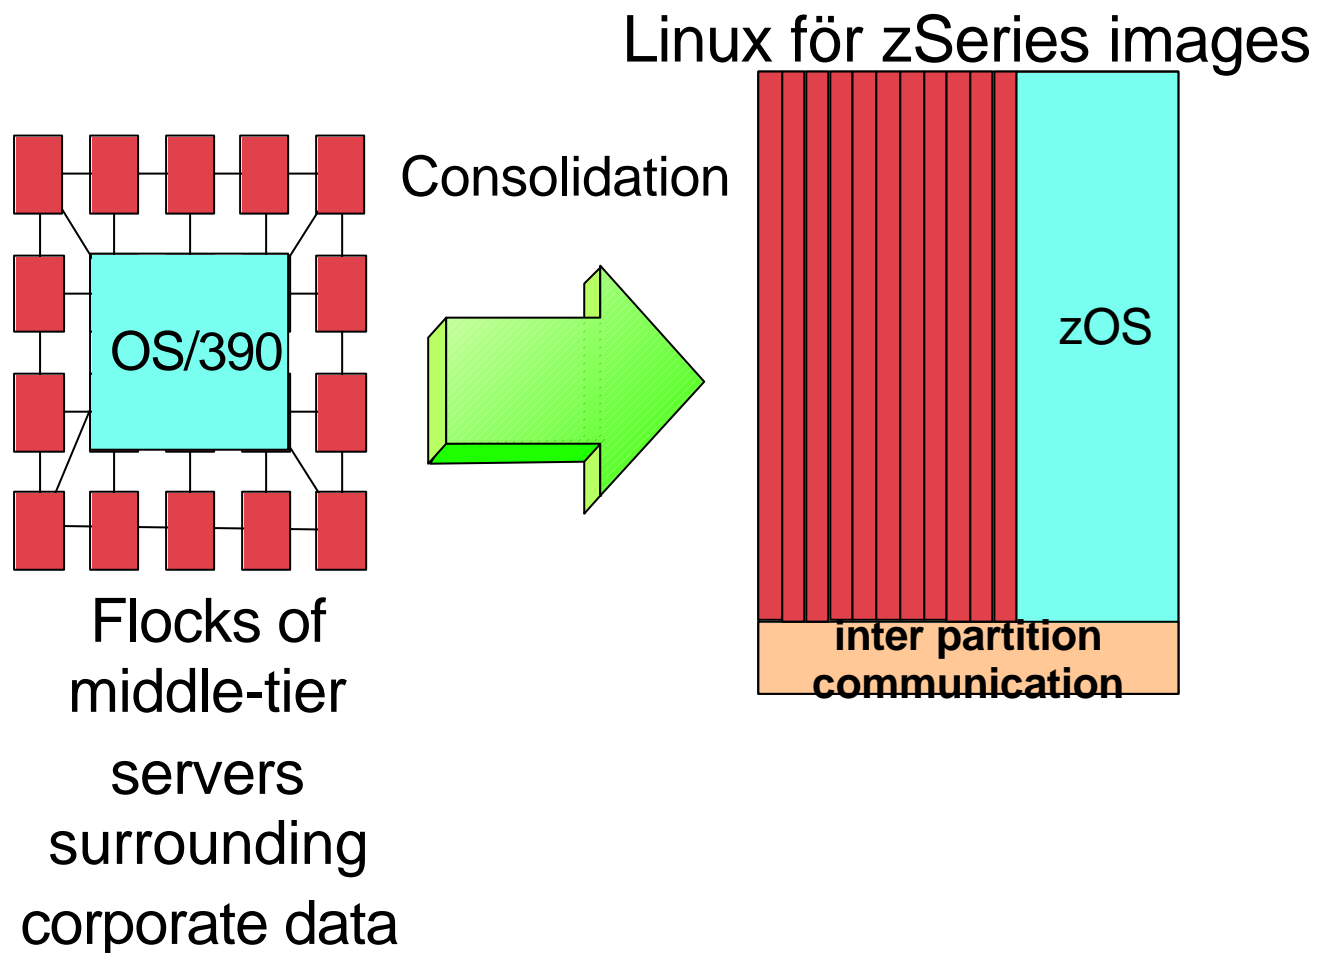 Linux för zSeries images
Consolidation
OS/390
zOS
inter partition
communication
Flocks of
middle-tier
servers
surrounding
corporate data